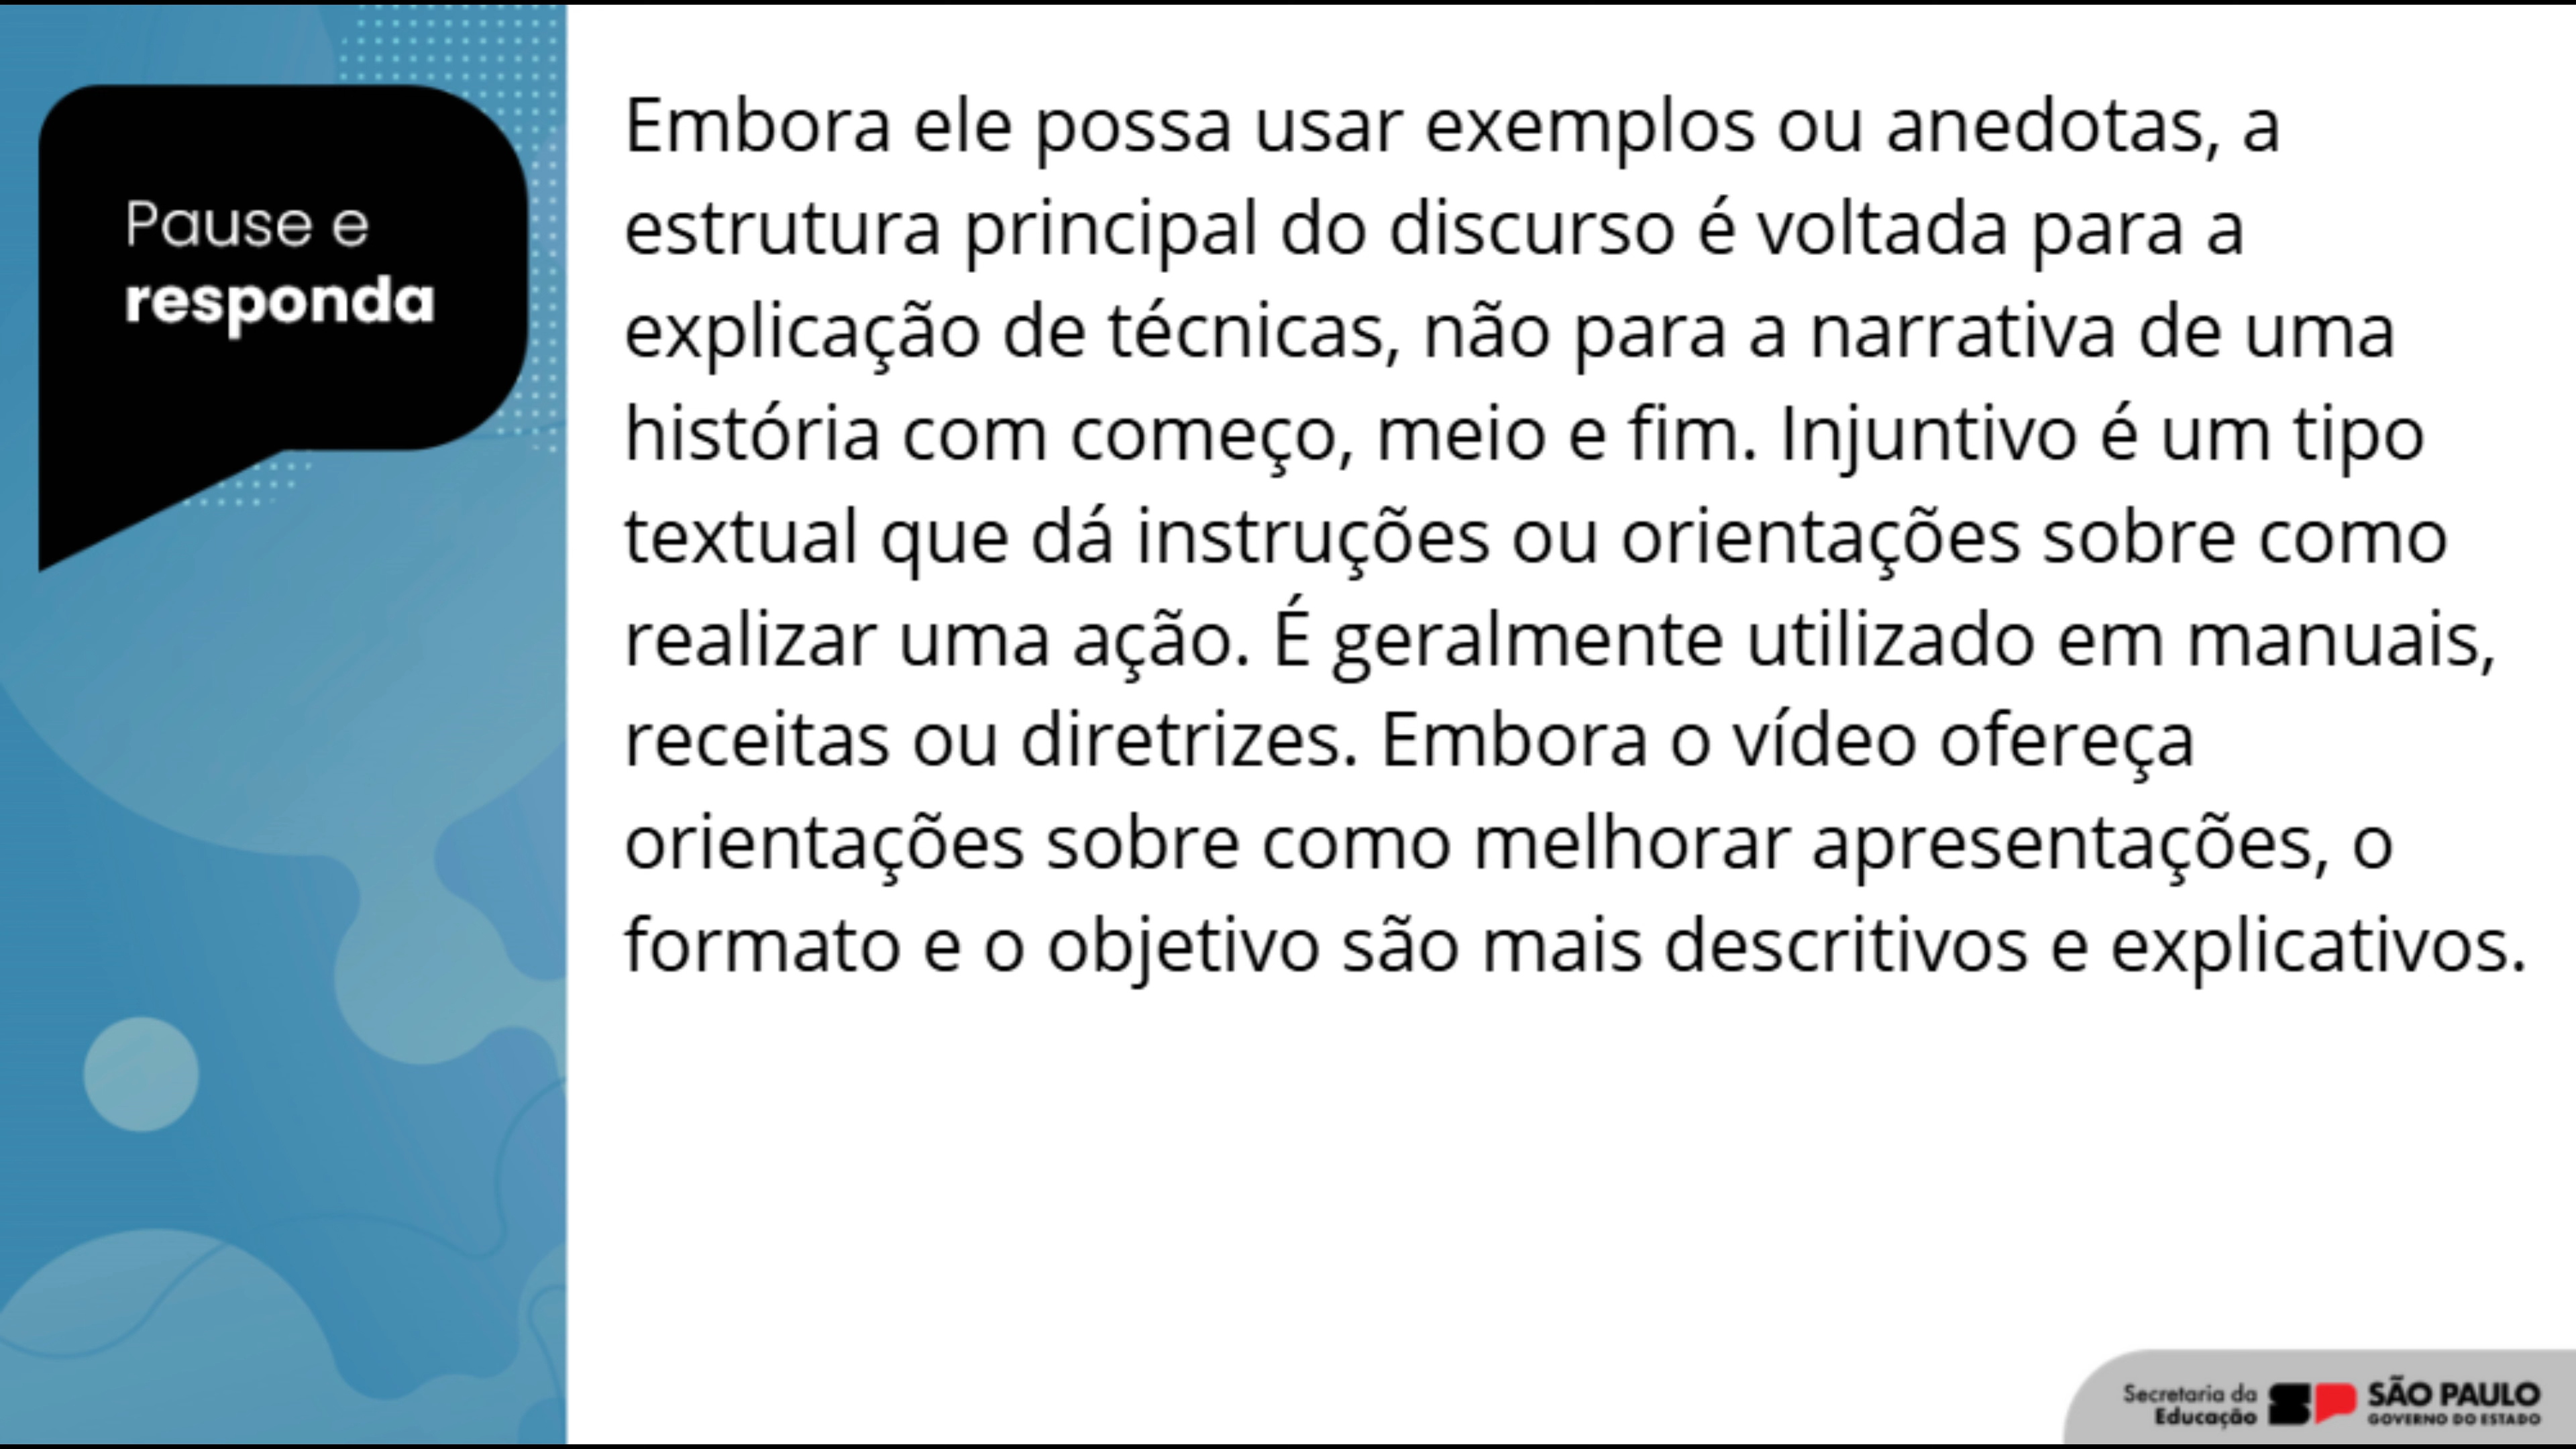 Pause e
responda
Embora ele possa usar exemplos ou anedotas, a
estrutura principal do discurso é voltada para a
explicação de técnicas, não para a narrativa de uma
história com começo, meio e fim. Injuntivo é um tipo
textual que dá instruções ou orientações sobre como
realizar uma ação. É geralmente utilizado em manuais,
receitas ou diretrizes. Embora o vídeo ofereça
orientações sobre como melhorar apresentações, o
formato e o objetivo são mais descritivos e explicativos.
Secretaria da
Educação
SÃO PAULO
GOVERNO DO ESTADO